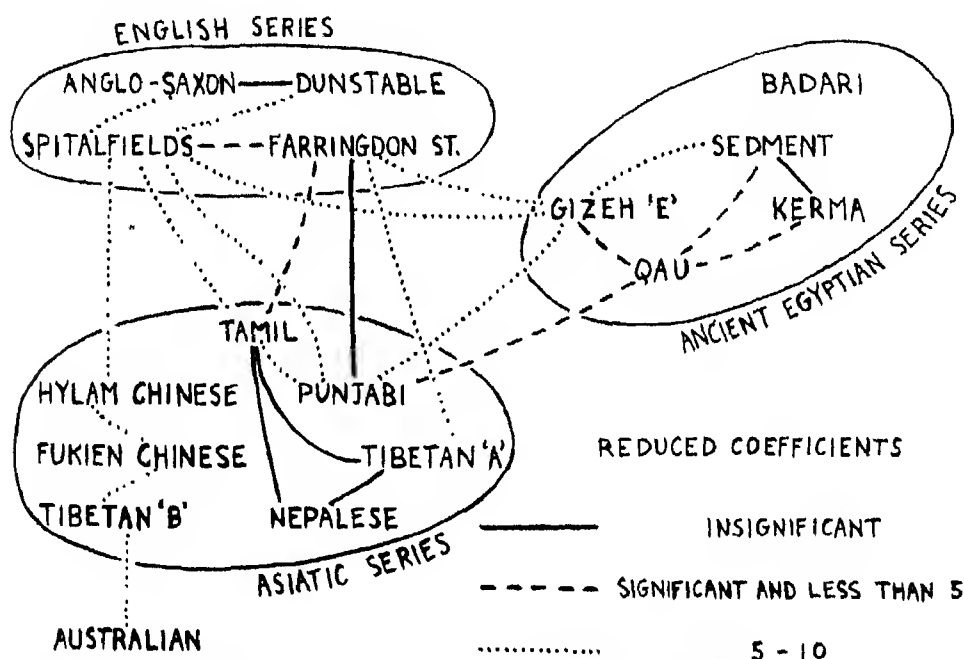 ENGLISH SERIES
ANGLO-SAXON DUNSTABLE
SPITALFIELDS FARRINGDON ST.
BADARI
SEDMENT
GIZEH 'E' KERMA
QAU
ANCIENT EGYPTIAN SERIES
TAMIL
HYLAM CHINESE PUNJABI
FUKIEN CHINESE TIBETAN 'A'
TIBETAN 'B' NEPALESE
ASIATIC SERIES
AUSTRALIAN
REDUCED COEFFICIENTS
INSIGNIFICANT
SIGNIFICANT AND LESS THAN 5
5 - 10